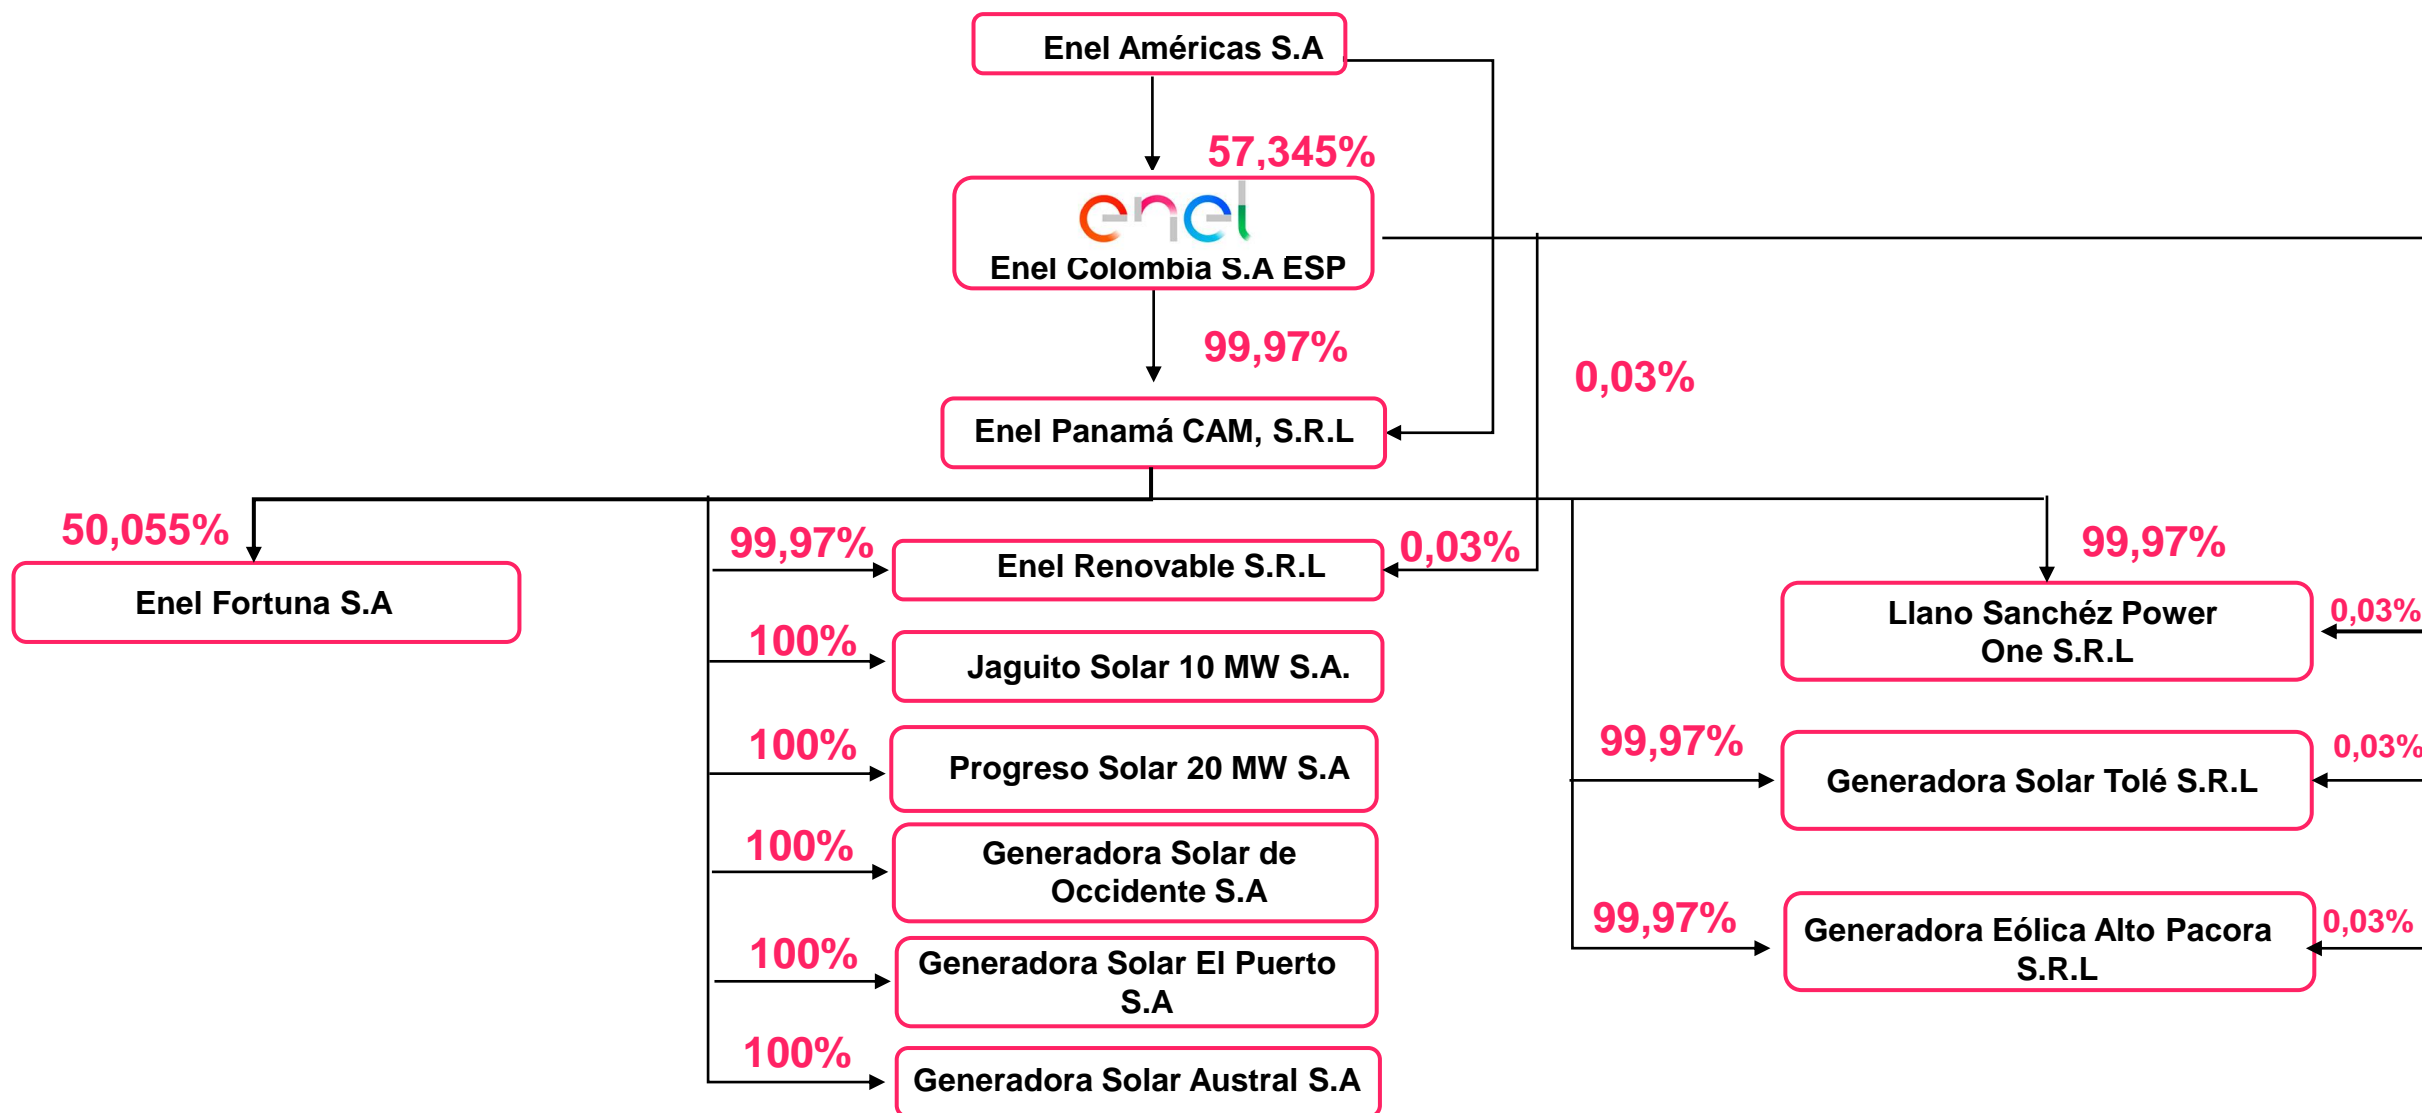 Enel Américas S.A
57,345%
enel
Enel Colombia S.A ESP
99,97%
0,03%
Enel Panamá CAM, S.R.L
50,055%
Enel Fortuna S.A
99,97%
Enel Renovable S.R.L
0,03%
100%
Jaguito Solar 10 MW S.A.
100%
Progreso Solar 20 MW S.A
100%
Generadora Solar de
Occidente S.A
100%
Generadora Solar El Puerto
S.A
100%
Generadora Solar Austral S.A
99,97%
Llano Sanchéz Power
One S.R.L
0,03%
99,97%
Generadora Solar Tolé S.R.L
0,03%
99,97%
Generadora Eólica Alto Pacora
S.R.L
0,03%